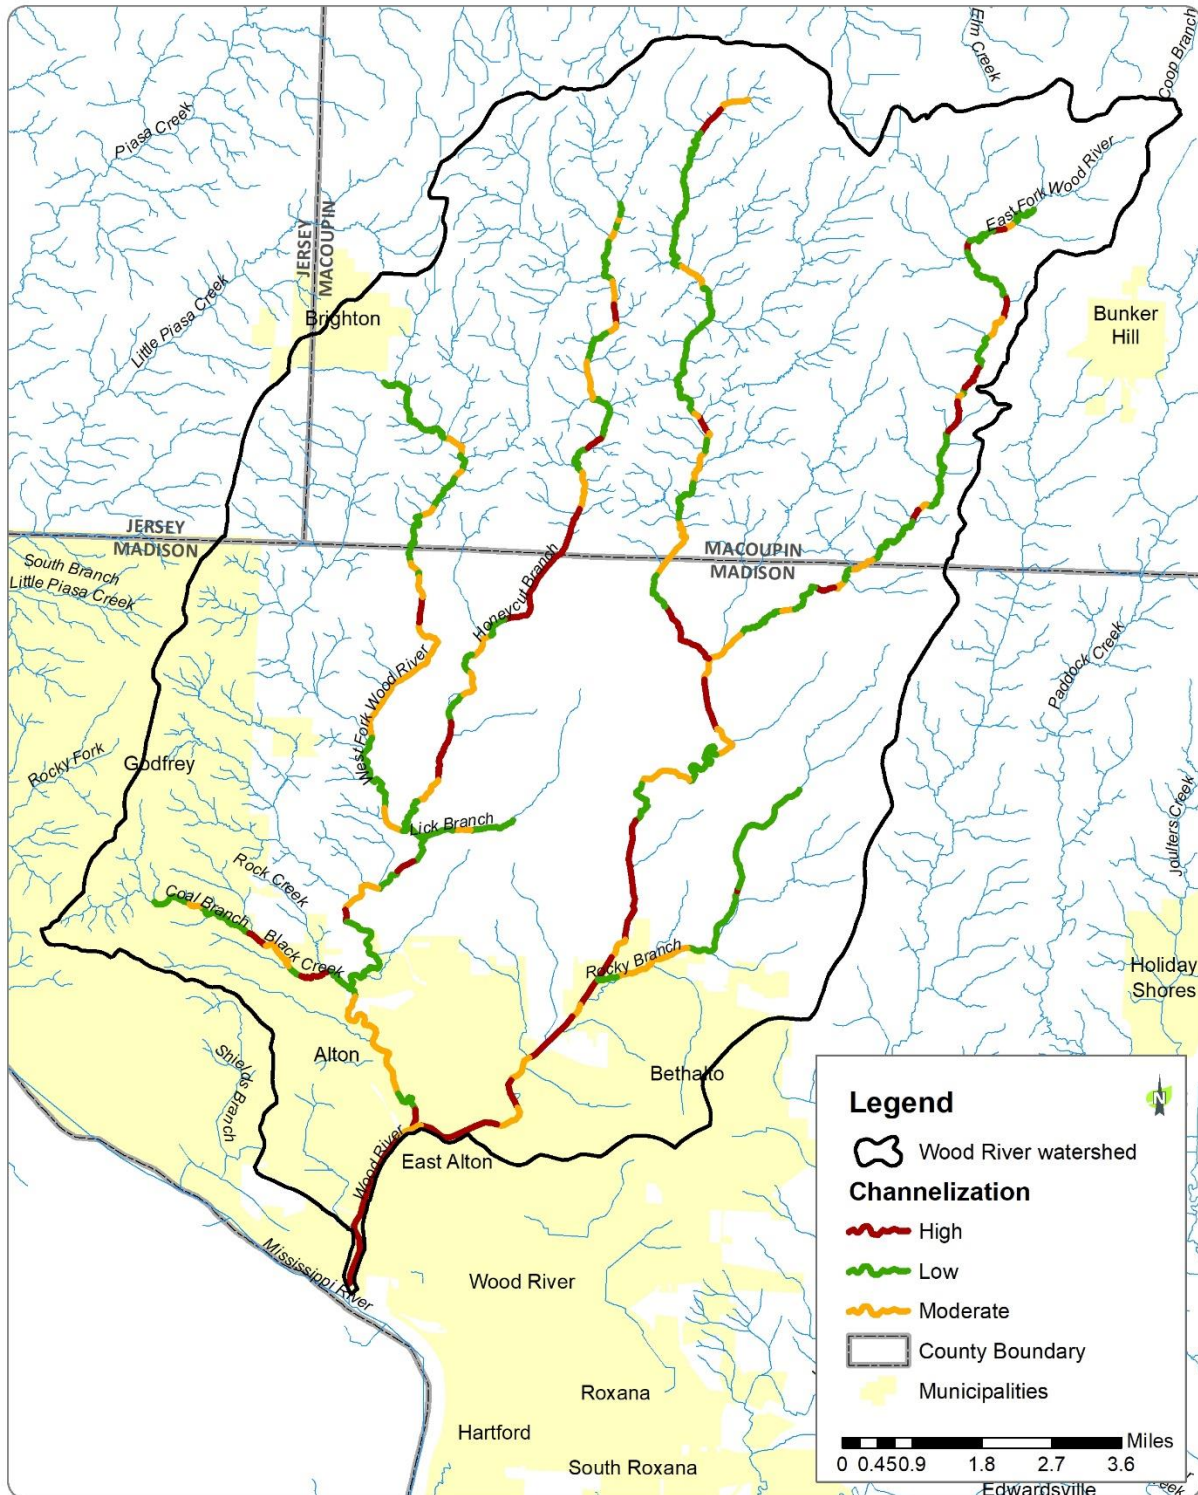 Elm Creek
Coop Branch
Piasa Creek
East Fork Wood River
JERSEY
MACOUPIN
Little Piasa Creek
Brighton
Bunker
Hill
JERSEY
MADISON
MACOUPIN
MADISON
South Branch
Little Piasa Creek
Honeycut Branch
West Fork Wood River
Paddock Creek
Rocky Fork
Godfrey
Joulters Creek
Lick Branch
Rock Creek
Coal Branch
Black Creek
Rocky Branch
Holiday
Shores
Alton
Shields Branch
Bethalto
Wood River
East Alton
Mississippi River
Wood River
Roxana
Hartford
South Roxana
Legend
N
Wood River watershed
Channelization
High
Low
Moderate
County Boundary
Municipalities
Miles
0 0.45 0.9 1.8 2.7 3.6
Edwardsville